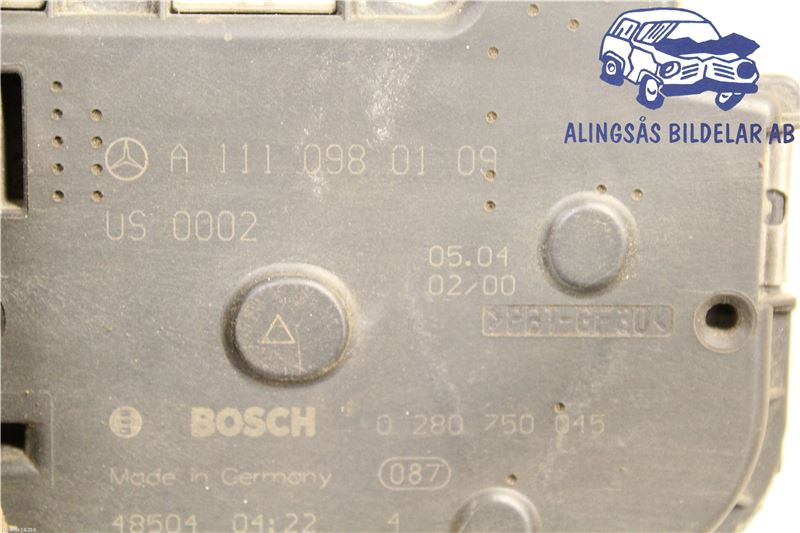 ALINGSÅS BILDELAR AB
A 111 098 01 09
US 0002
05.04
02/00
BOSCH 0 280 750 045
Made in Germany 087
48504 04:22 4